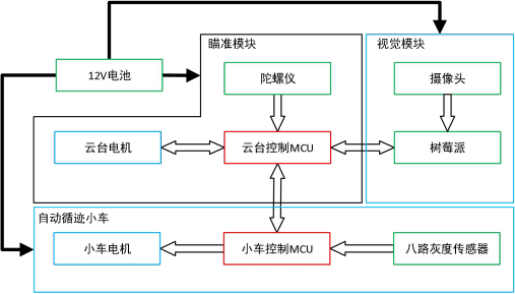 瞄准模块
视觉模块
12V电池
陀螺仪
摄像头
云台电机
云台控制MCU
树莓派
自动循迹小车
小车电机
小车控制MCU
八路灰度传感器